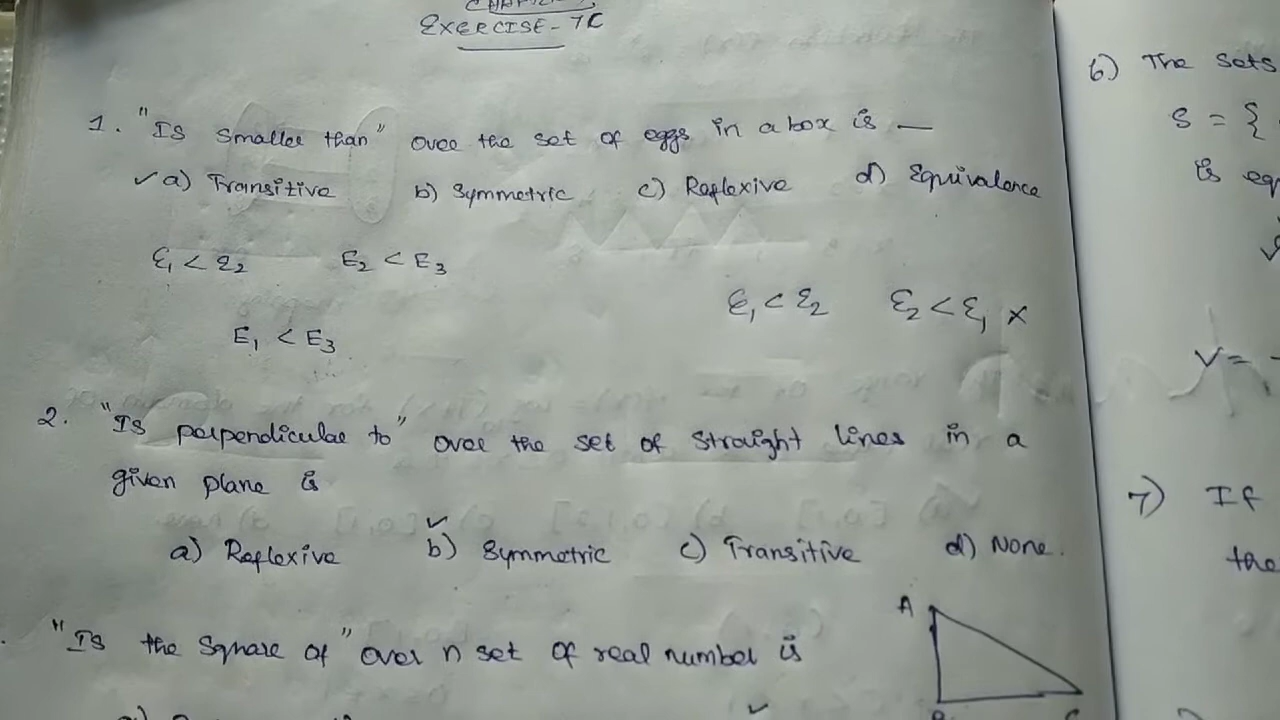 EXERCISE - 7C
1. "Is smaller than" over the set of eggs in a box is —
✓ a) Transitive b) Symmetric c) Reflexive d) Equivalence
E₁ < E₂ E₂ < E₃
E₁ < E₂ E₂ < E₁ ×
E₁ < E₃
2. "Is perpendicular to" over the set of straight lines in a
given plane is
a) Reflexive ✓ b) Symmetric c) Transitive d) None.
"Is the square of" over n set of real number is
A
6) The sets
S = {
is
V =
7) If
the